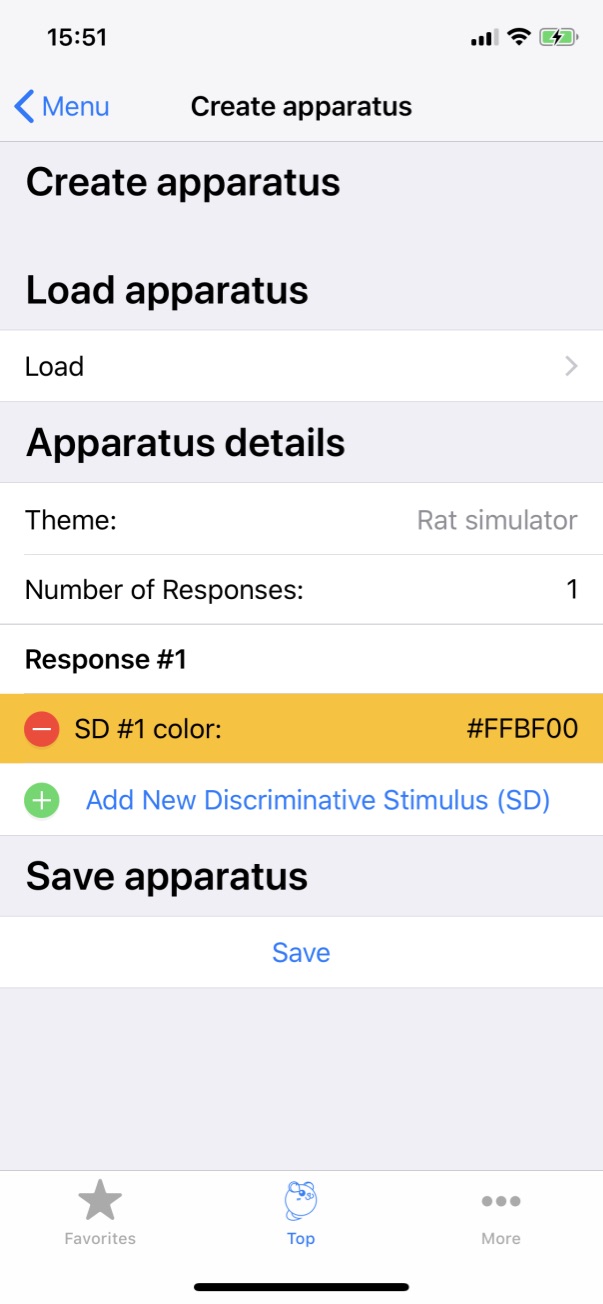 15:51
Menu
Create apparatus
Create apparatus
Load apparatus
Load
Apparatus details
Theme: Rat simulator
Number of Responses: 1
Response #1
SD #1 color: #FFBF00
Add New Discriminative Stimulus (SD)
Save apparatus
Save
Favorites
Top
More